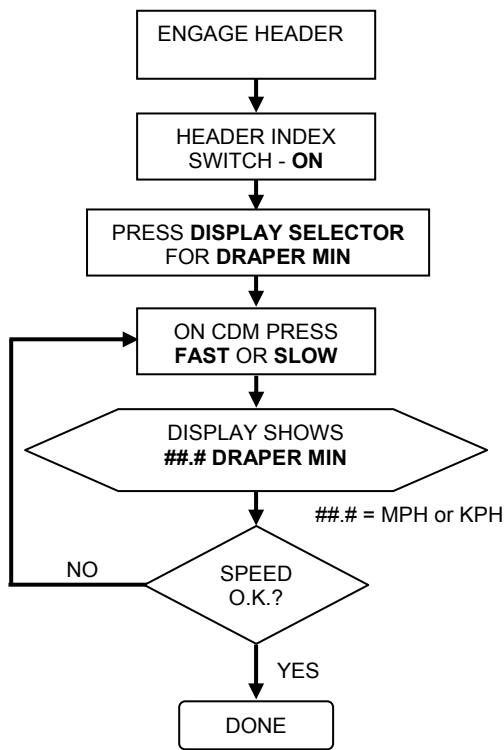 ENGAGE HEADER
HEADER INDEX
SWITCH - ON
PRESS DISPLAY SELECTOR
FOR DRAPER MIN
ON CDM PRESS
FAST OR SLOW
DISPLAY SHOWS
##.# DRAPER MIN
##.# = MPH or KPH
NO
SPEED
O.K.?
YES
DONE